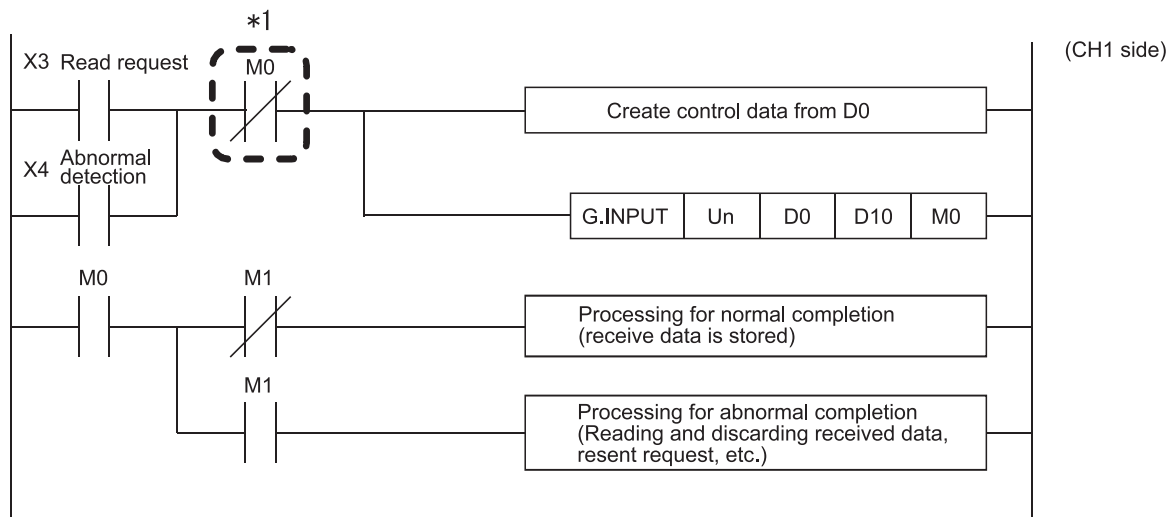 *1
(CH1 side)
X3 Read request
M0
Create control data from D0
X4 Abnormal
detection
G.INPUT Un D0 D10 M0
M0
M1
Processing for normal completion
(receive data is stored)
M1
Processing for abnormal completion
(Reading and discarding received data,
resent request, etc.)